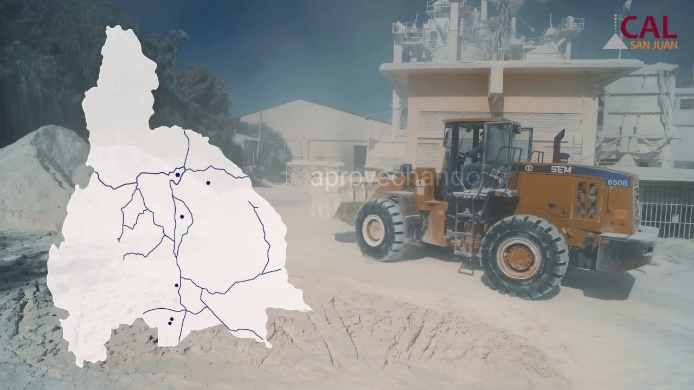 CAL
SAN JUAN
aprovechando
SEM
650B